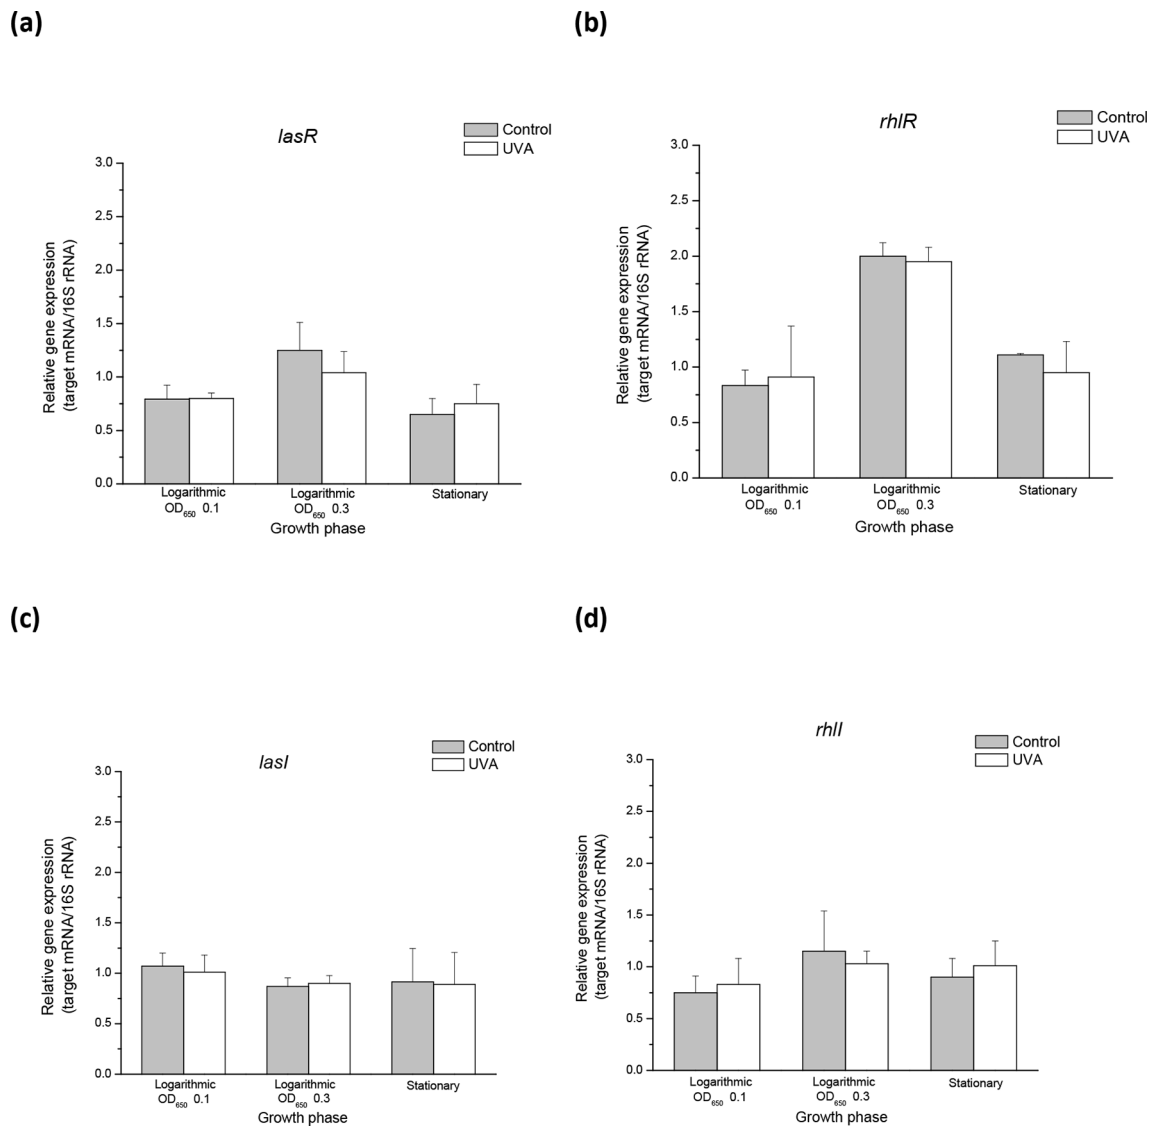 (a)
lasR
Control
UVA
3.0
2.5
2.0
1.5
1.0
0.5
0.0
Relative gene expression
(target mRNA/16S rRNA)
Logarithmic
OD650 0.1
Logarithmic
OD650 0.3
Stationary
Growth phase
(b)
rhlR
Control
UVA
3.0
2.5
2.0
1.5
1.0
0.5
0.0
Relative gene expression
(target mRNA/16S rRNA)
Logarithmic
OD650 0.1
Logarithmic
OD650 0.3
Stationary
Growth phase
(c)
lasI
Control
UVA
3.0
2.5
2.0
1.5
1.0
0.5
0.0
Relative gene expression
(target mRNA/16S rRNA)
Logarithmic
OD650 0.1
Logarithmic
OD650 0.3
Stationary
Growth phase
(d)
rhlI
Control
UVA
3.0
2.5
2.0
1.5
1.0
0.5
0.0
Relative gene expression
(target mRNA/16S rRNA)
Logarithmic
OD650 0.1
Logarithmic
OD650 0.3
Stationary
Growth phase